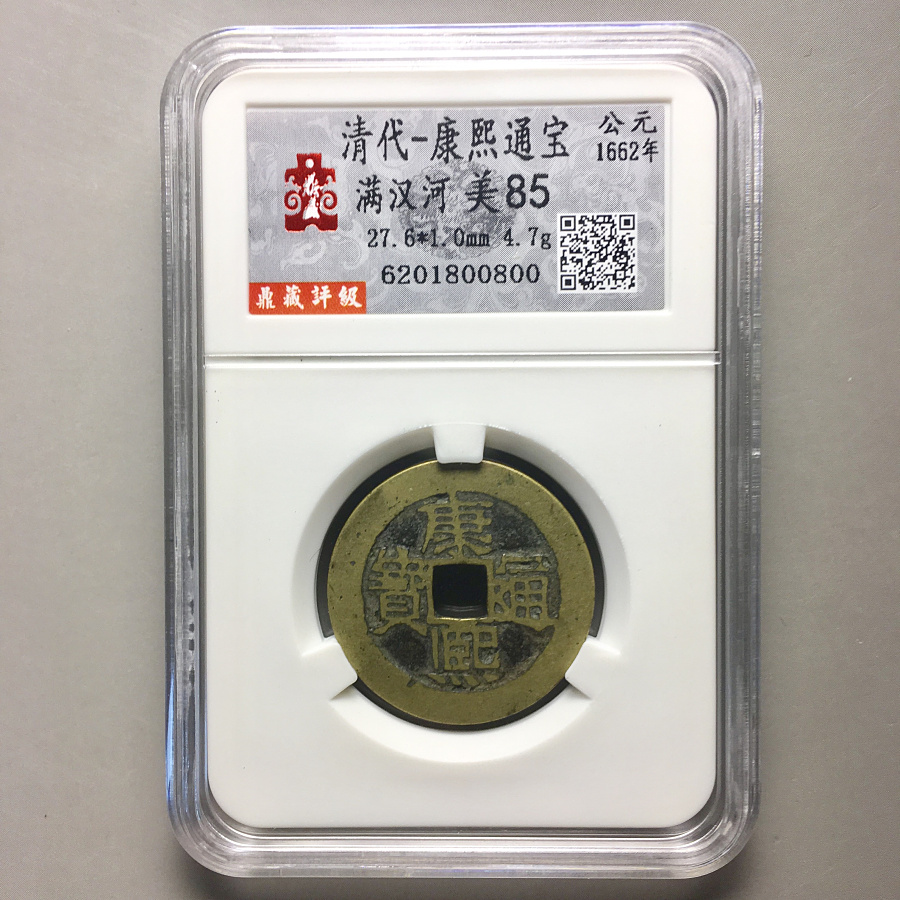 清代-康熙通宝
公元
1662年
满汉河 美85
27.6*1.0mm 4.7g
6201800800
鼎藏評級
康熙通寳